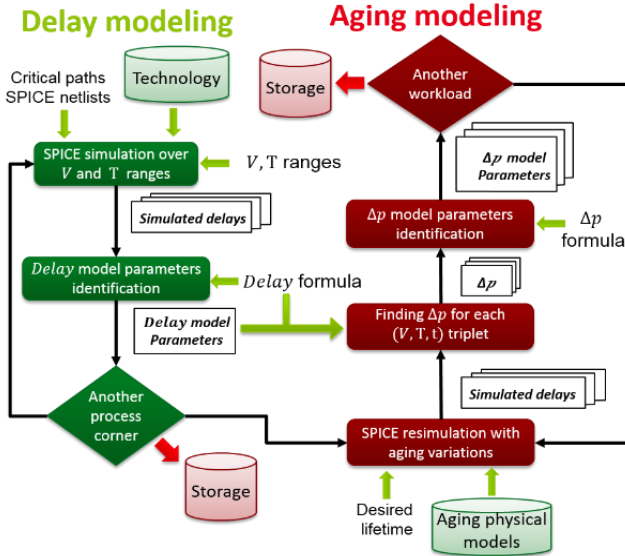 Delay modeling
Critical paths
SPICE netlists
Technology
SPICE simulation over
V and T ranges
V, T ranges
Simulated delays
Delay model parameters
identification
Delay formula
Delay model
Parameters
Another
process
corner
Storage
Aging modeling
Storage
Another
workload
Δp model
Parameters
Δp model parameters
identification
Δp
formula
Δp
Finding Δp for each
(V, T, t) triplet
Simulated delays
SPICE resimulation with
aging variations
Desired
lifetime
Aging physical
models